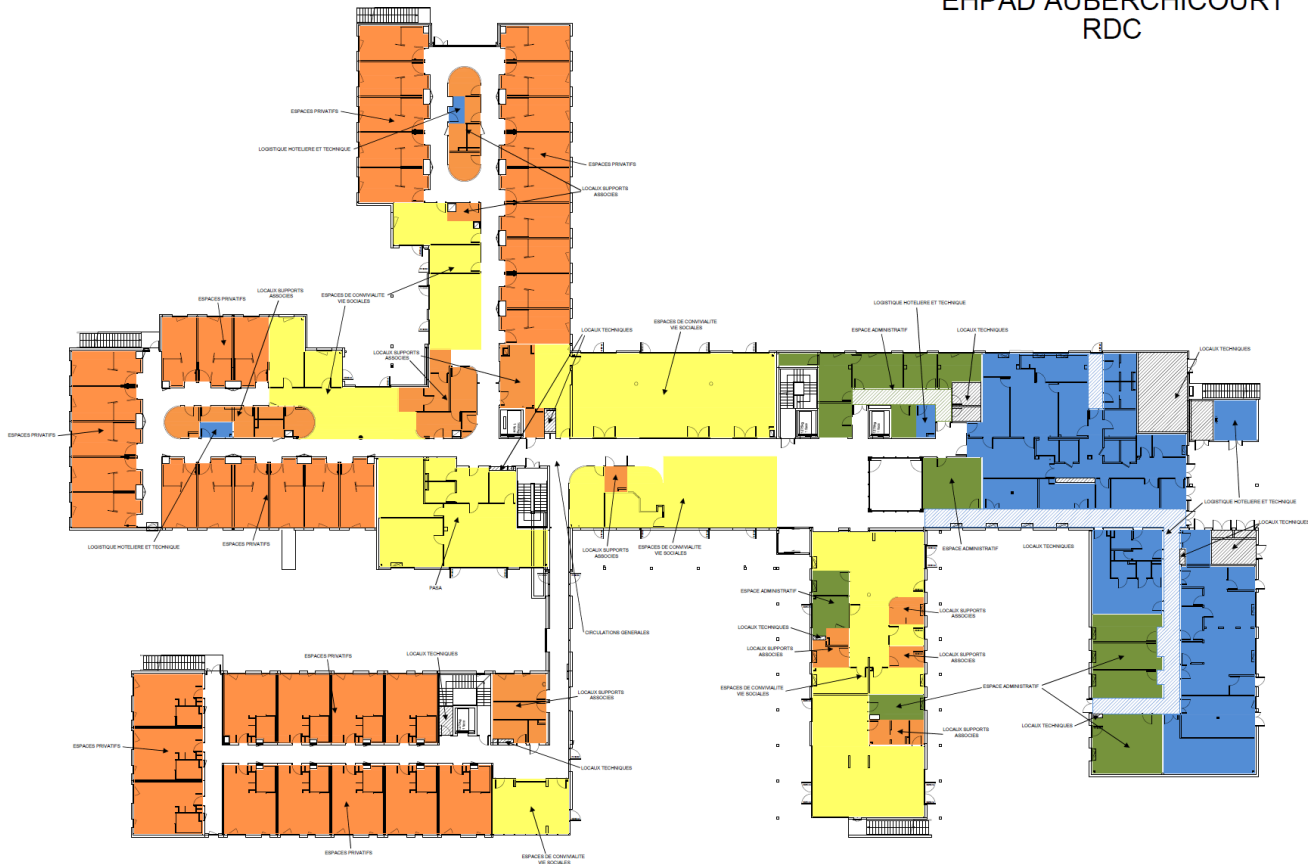 EHPAD AUBERCHICOURT
RDC
ESPACES PRIVATIFS
LOGISTIQUE HOTELIERE ET TECHNIQUE
ESPACES PRIVATIFS
LOCAUX SUPPORTS
ASSOCIES
LOCAUX SUPPORTS
ASSOCIES
ESPACES PRIVATIFS
ESPACES DE CONVIVIALITE
VIE SOCIALES
LOGISTIQUE HOTELIERE ET TECHNIQUE
ESPACES DE CONVIVIALITE
VIE SOCIALES
LOCAUX TECHNIQUES
ESPACE ADMINISTRATIF
LOCAUX TECHNIQUES
LOCAUX TECHNIQUES
LOCAUX SUPPORTS
ASSOCIES
ESPACES PRIVATIFS
LOGISTIQUE HOTELIERE ET TECHNIQUE
LOCAUX TECHNIQUES
LOGISTIQUE HOTELIERE ET TECHNIQUE
ESPACES PRIVATIFS
LOCAUX SUPPORTS
ASSOCIES
ESPACES DE CONVIVIALITE
VIE SOCIALES
ESPACE ADMINISTRATIF
LOCAUX TECHNIQUES
PASA
ESPACE ADMINISTRATIF
LOCAUX SUPPORTS
ASSOCIES
CIRCULATIONS GENERALES
LOCAUX TECHNIQUES
LOCAUX SUPPORTS
ASSOCIES
LOCAUX SUPPORTS
ASSOCIES
ESPACES PRIVATIFS
LOCAUX TECHNIQUES
ESPACES DE CONVIVIALITE
VIE SOCIALES
ESPACE ADMINISTRATIF
LOCAUX SUPPORTS
ASSOCIES
LOCAUX TECHNIQUES
LOCAUX SUPPORTS
ASSOCIES
ESPACES PRIVATIFS
LOCAUX TECHNIQUES
ESPACES PRIVATIFS
ESPACES DE CONVIVIALITE
VIE SOCIALES